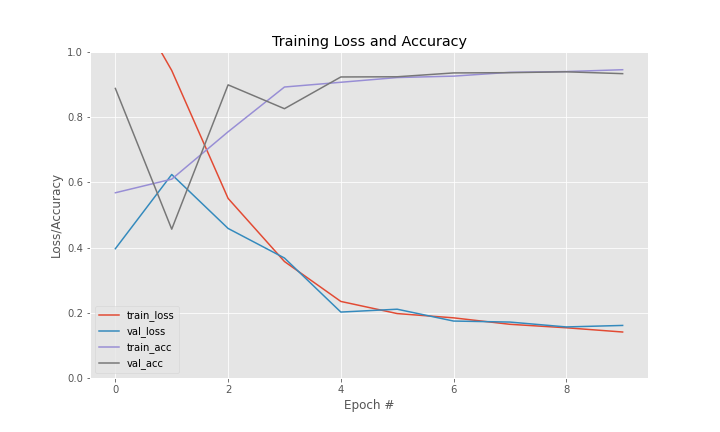 Training Loss and Accuracy
1.0
0.8
0.6
0.4
0.2
0.0
Loss/Accuracy
train_loss
val_loss
train_acc
val_acc
0
2
4
6
8
Epoch #